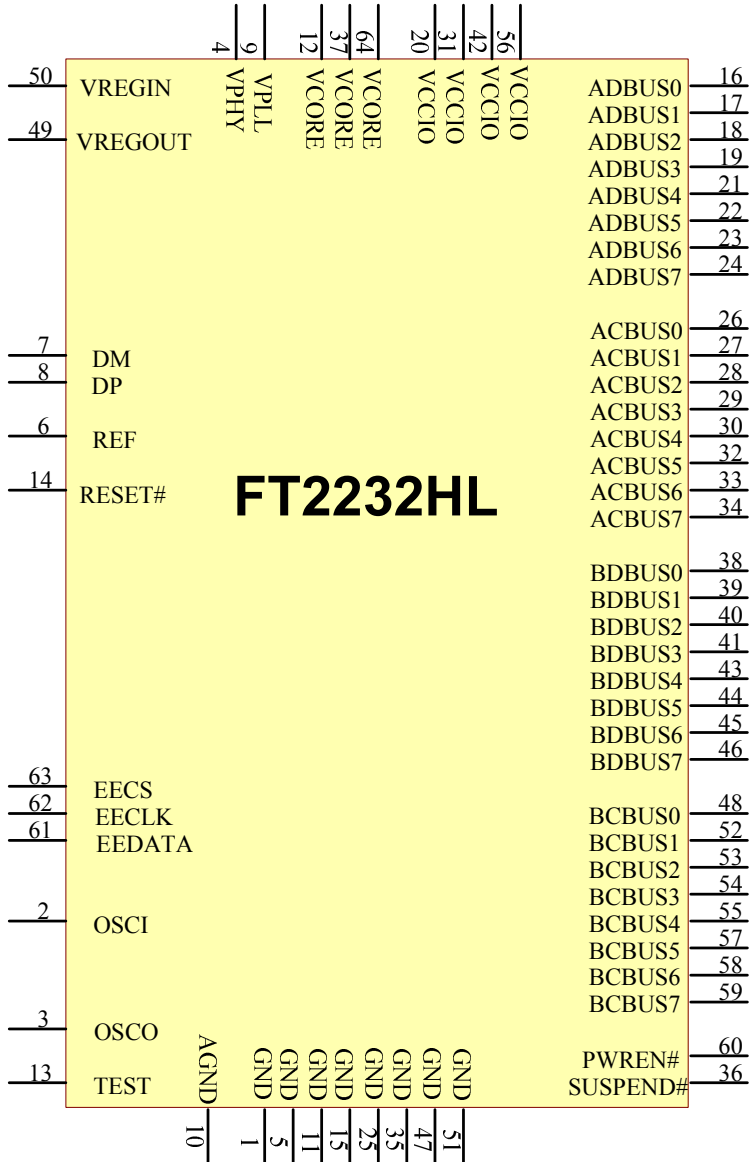 4 9 12 37 64 20 31 42 56
VPHY VPLL VCORE VCORE VCORE VCCIO VCCIO VCCIO VCCIO
50 VREGIN
49 VREGOUT
7 DM
8 DP
6 REF
14 RESET#
FT2232HL
63 EECS
62 EECLK
61 EEDATA
2 OSCI
3 OSCO
13 TEST
ADBUS0 16
ADBUS1 17
ADBUS2 18
ADBUS3 19
ADBUS4 21
ADBUS5 22
ADBUS6 23
ADBUS7 24
ACBUS0 26
ACBUS1 27
ACBUS2 28
ACBUS3 29
ACBUS4 30
ACBUS5 32
ACBUS6 33
ACBUS7 34
BDBUS0 38
BDBUS1 39
BDBUS2 40
BDBUS3 41
BDBUS4 43
BDBUS5 44
BDBUS6 45
BDBUS7 46
BCBUS0 48
BCBUS1 52
BCBUS2 53
BCBUS3 54
BCBUS4 55
BCBUS5 57
BCBUS6 58
BCBUS7 59
PWREN# 60
SUSPEND# 36
AGND GND GND GND GND GND GND GND GND
10 1 5 11 15 25 35 47 51